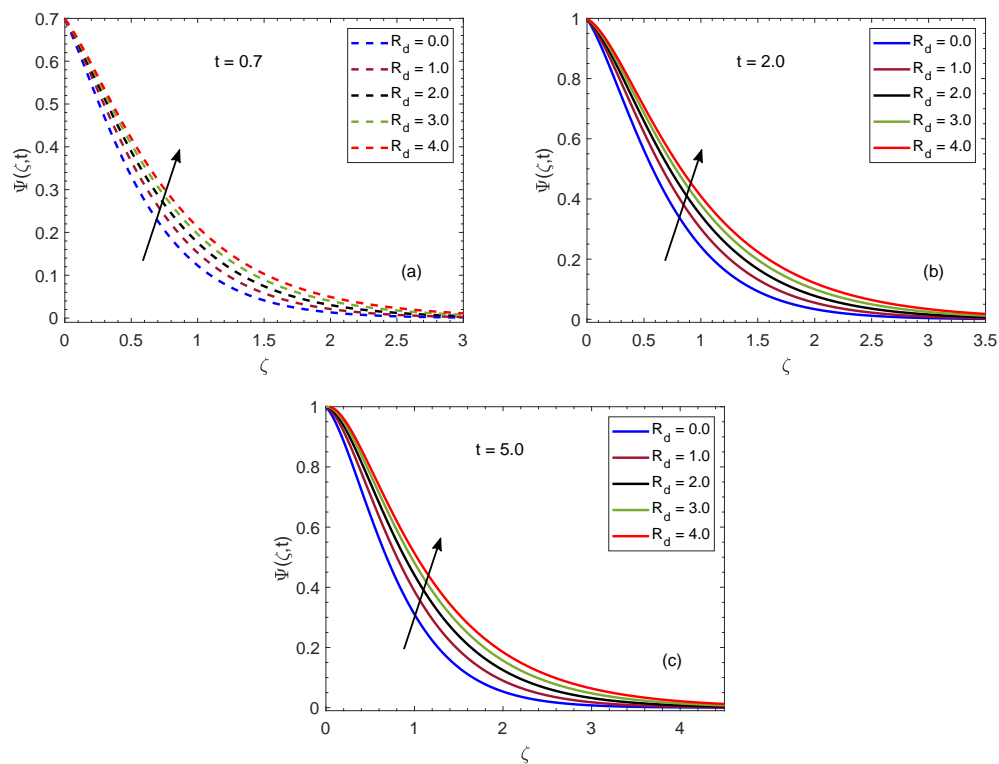 0.7
0.6
0.5
0.4
0.3
0.2
0.1
0
Ψ(ζ,t)
t = 0.7
R_d = 0.0
R_d = 1.0
R_d = 2.0
R_d = 3.0
R_d = 4.0
(a)
0 0.5 1 1.5 2 2.5 3
ζ
1
0.8
0.6
0.4
0.2
0
Ψ(ζ,t)
t = 2.0
R_d = 0.0
R_d = 1.0
R_d = 2.0
R_d = 3.0
R_d = 4.0
(b)
0 0.5 1 1.5 2 2.5 3 3.5
ζ
1
0.8
0.6
0.4
0.2
0
Ψ(ζ,t)
t = 5.0
R_d = 0.0
R_d = 1.0
R_d = 2.0
R_d = 3.0
R_d = 4.0
(c)
0 1 2 3 4
ζ